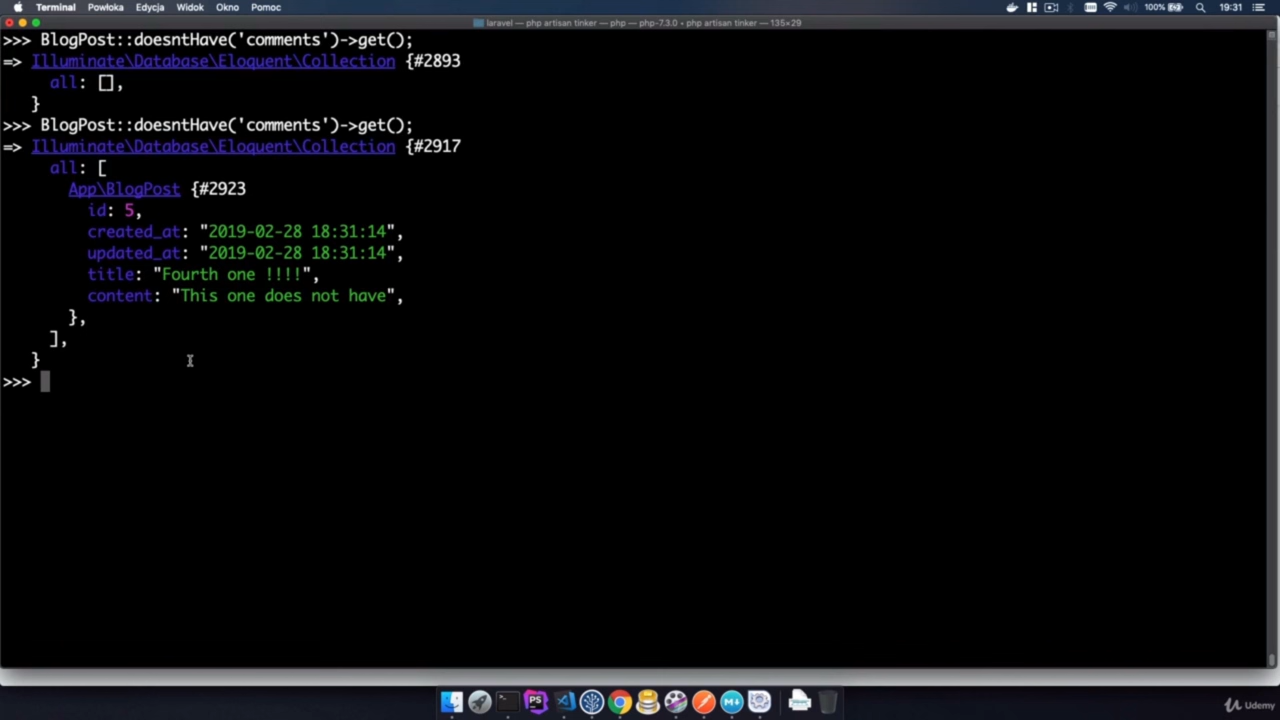 Terminal Powłoka Edycja Widok Okno Pomoc 100% 19:31
laravel — php artisan tinker — php — php-7.3.0 • php artisan tinker — 135×29
>>> BlogPost::doesntHave('comments')->get();
=> Illuminate\Database\Eloquent\Collection {#2893
all: [],
}
>>> BlogPost::doesntHave('comments')->get();
=> Illuminate\Database\Eloquent\Collection {#2917
all: [
App\BlogPost {#2923
id: 5,
created_at: "2019-02-28 18:31:14",
updated_at: "2019-02-28 18:31:14",
title: "Fourth one !!!!",
content: "This one does not have",
},
],
}
>>>
PS
M↓
Udemy